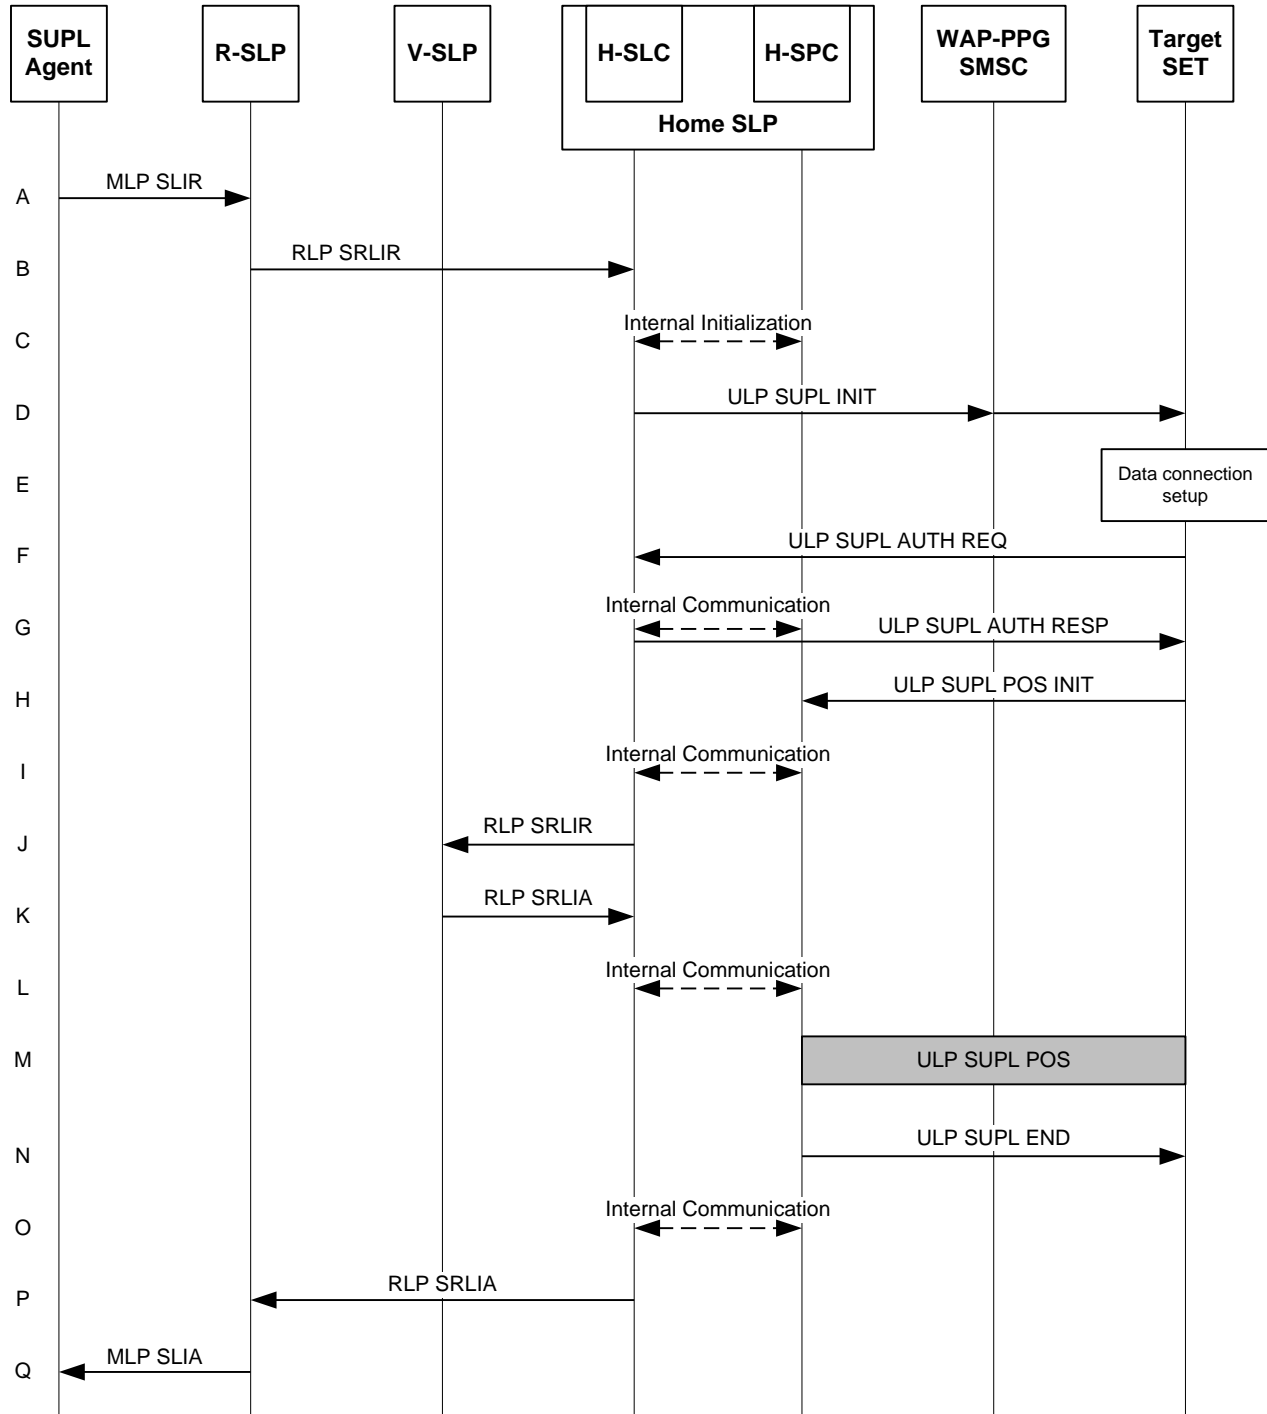 SUPL
Agent
R-SLP
V-SLP
H-SLC
H-SPC
WAP-PPG
SMSC
Target
SET
Home SLP
A
MLP SLIR
B
RLP SRLIR
C
Internal Initialization
D
ULP SUPL INIT
E
Data connection
setup
F
ULP SUPL AUTH REQ
G
Internal Communication
ULP SUPL AUTH RESP
H
ULP SUPL POS INIT
I
Internal Communication
J
RLP SRLIR
K
RLP SRLIA
L
Internal Communication
M
ULP SUPL POS
N
ULP SUPL END
O
Internal Communication
P
RLP SRLIA
Q
MLP SLIA